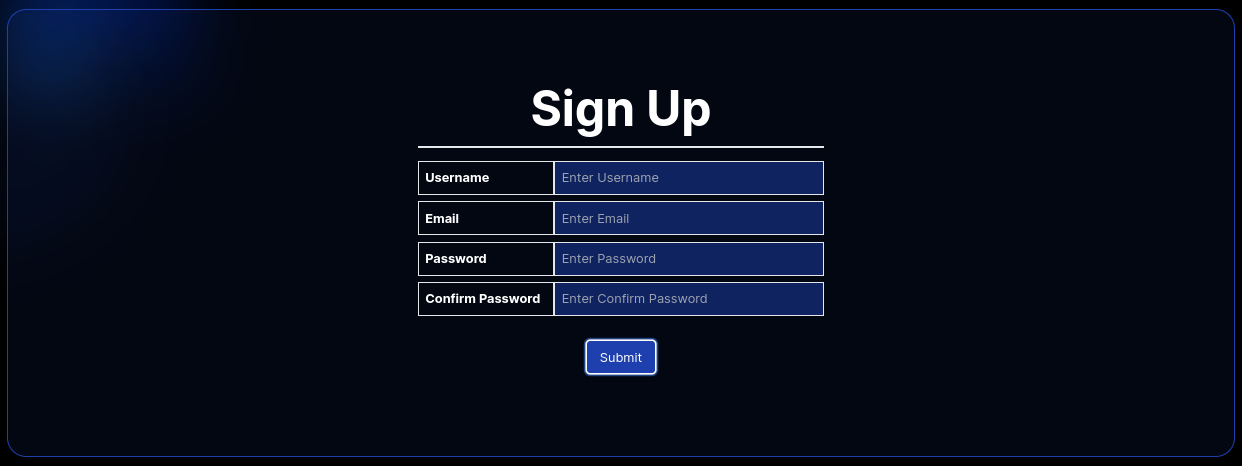 Sign Up
Username Enter Username
Email Enter Email
Password Enter Password
Confirm Password Enter Confirm Password
Submit